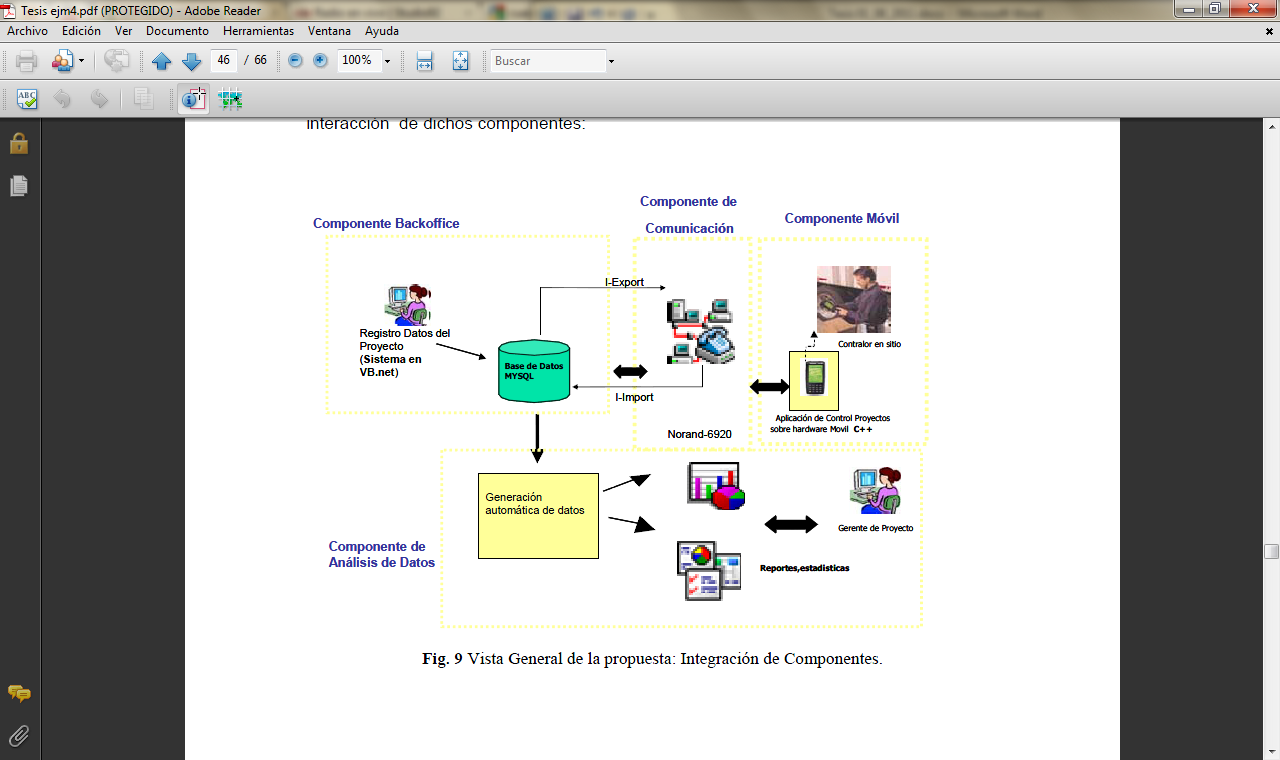 Tesis ejm4.pdf (PROTEGIDO) - Adobe Reader
Archivo Edición Ver Documento Herramientas Ventana Ayuda
46 / 66 100% Buscar
ABC
interacción de dichos componentes:
Componente Backoffice
Componente de
Comunicación
Componente Móvil
I-Export
Registro Datos del
Proyecto
(Sistema en
VB.net)
Base de Datos
MYSQL
I-Import
Norand-6920
Contralor en sitio
Aplicación de Control Proyectos
sobre hardware Movil C++
Generación
automática de datos
Componente de
Análisis de Datos
Gerente de Proyecto
Reportes,estadisticas
Fig. 9 Vista General de la propuesta: Integración de Componentes.